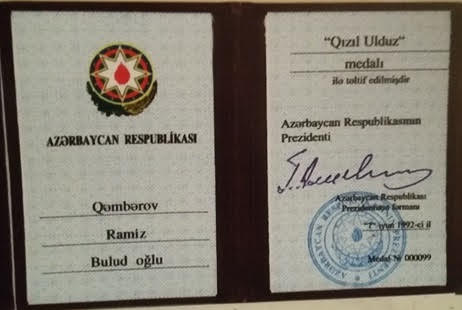 AZƏRBAYCAN RESPUBLİKASI
Qəmbərov
Ramiz
Bulud oğlu
“Qızıl Ulduz”
medalı
ilə təltif edilmişdir
Azərbaycan Respublikasının
Prezidenti
Azərbaycan Respublikası
Prezidentinin fərmanı
iyun 1992-ci il
Medal № 000099